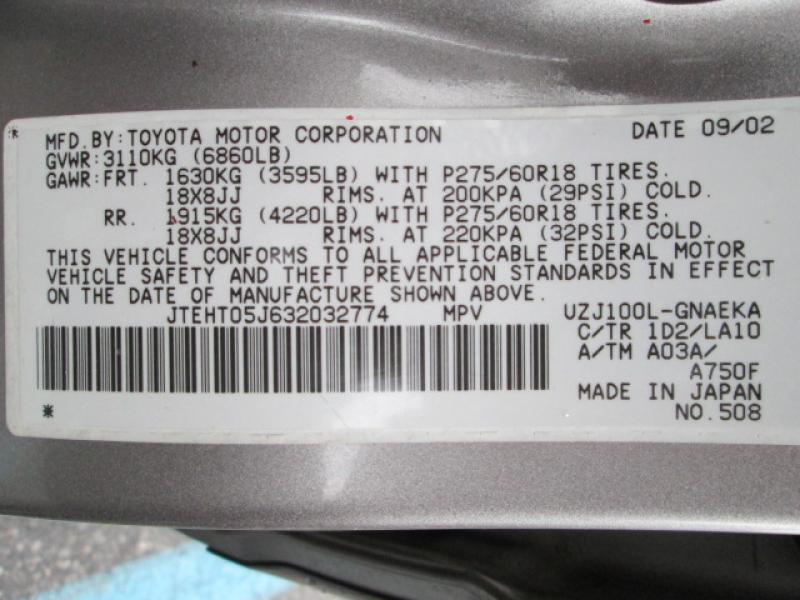 MFD.BY:TOYOTA MOTOR CORPORATION DATE 09/02
GVWR:3110KG (6860LB)
GAWR:FRT. 1630KG (3595LB) WITH P275/60R18 TIRES.
18X8JJ RIMS. AT 200KPA (29PSI) COLD.
RR. 1915KG (4220LB) WITH P275/60R18 TIRES.
18X8JJ RIMS. AT 220KPA (32PSI) COLD.
THIS VEHICLE CONFORMS TO ALL APPLICABLE FEDERAL MOTOR
VEHICLE SAFETY AND THEFT PREVENTION STANDARDS IN EFFECT
ON THE DATE OF MANUFACTURE SHOWN ABOVE.
JTEHT05J632032774 MPV UZJ100L-GNAEKA
C/TR 1D2/LA10
A/TM A03A/
A750F
MADE IN JAPAN
NO.508